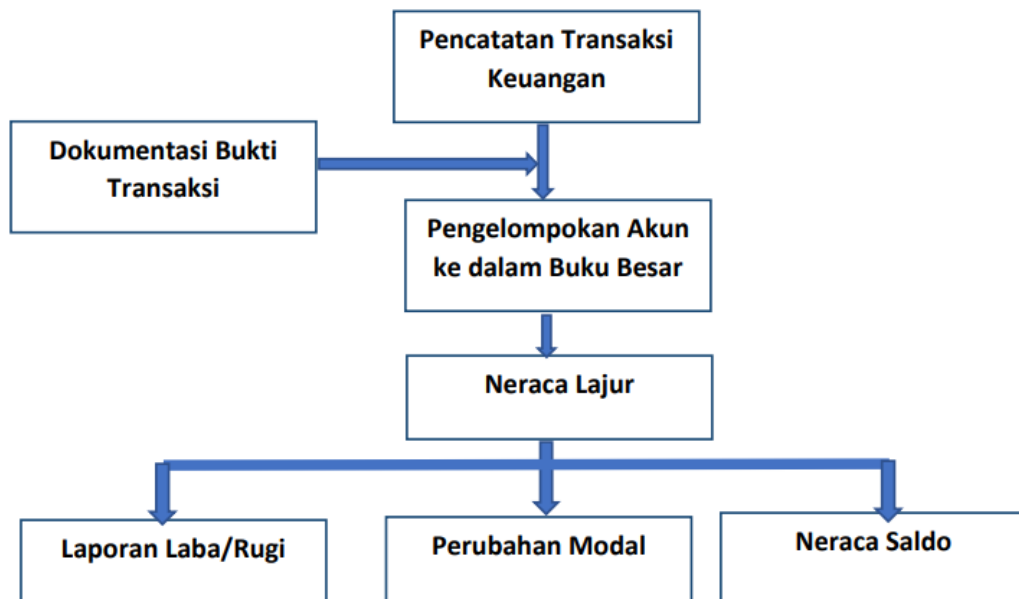 Pencatatan Transaksi
Keuangan
Dokumentasi Bukti
Transaksi
Pengelompokan Akun
ke dalam Buku Besar
Neraca Lajur
Laporan Laba/Rugi
Perubahan Modal
Neraca Saldo